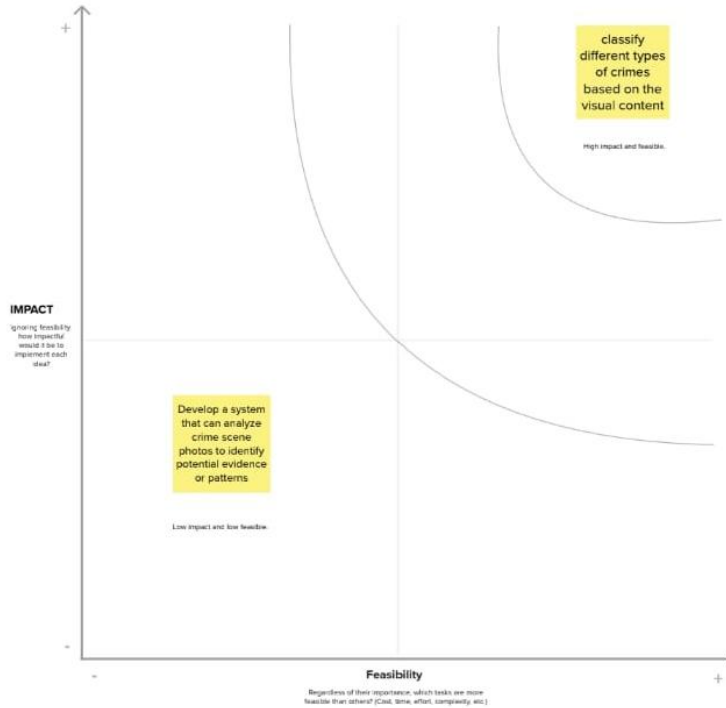 +
classify
different types
of crimes
based on the
visual content
High impact and feasible.
IMPACT
Ignoring feasibility
how impactful
would it be to
implement each
idea?
Develop a system
that can analyze
crime scene
photos to identify
potential evidence
or patterns
Low impact and low feasible.
-
-
Feasibility
+
Regardless of their importance, which tasks are more
feasible than others? (Cost, time, effort, complexity, etc.)